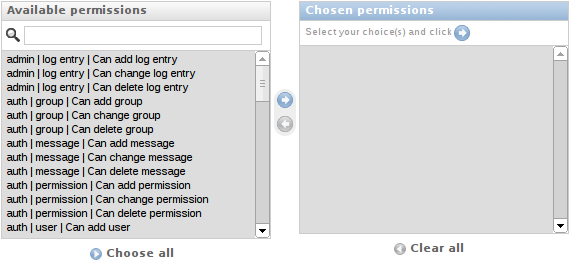 Available permissions
admin | log entry | Can add log entry
admin | log entry | Can change log entry
admin | log entry | Can delete log entry
auth | group | Can add group
auth | group | Can change group
auth | group | Can delete group
auth | message | Can add message
auth | message | Can change message
auth | message | Can delete message
auth | permission | Can add permission
auth | permission | Can change permission
auth | permission | Can delete permission
auth | user | Can add user
Choose all
Chosen permissions
Select your choice(s) and click
Clear all